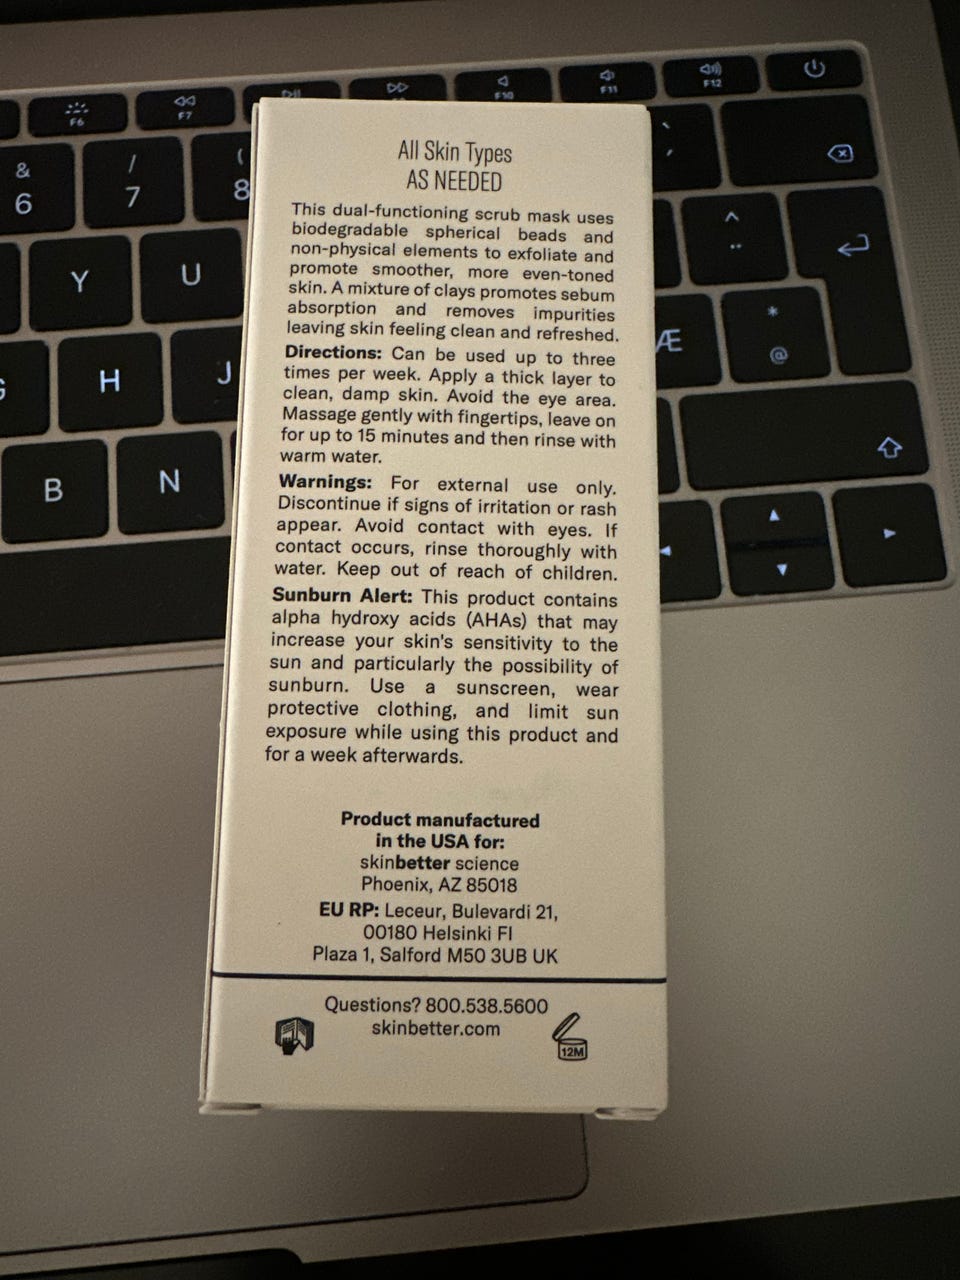 F6
F7
F10
F11
F12
&
6
/
7
(
8
Y
U
H
J
B
N
^
¨
Æ
*
@
All Skin Types
AS NEEDED
This dual-functioning scrub mask uses
biodegradable spherical beads and
non-physical elements to exfoliate and
promote smoother, more even-toned
skin. A mixture of clays promotes sebum
absorption and removes impurities
leaving skin feeling clean and refreshed.
Directions: Can be used up to three
times per week. Apply a thick layer to
clean, damp skin. Avoid the eye area.
Massage gently with fingertips, leave on
for up to 15 minutes and then rinse with
warm water.
Warnings: For external use only.
Discontinue if signs of irritation or rash
appear. Avoid contact with eyes. If
contact occurs, rinse thoroughly with
water. Keep out of reach of children.
Sunburn Alert: This product contains
alpha hydroxy acids (AHAs) that may
increase your skin's sensitivity to the
sun and particularly the possibility of
sunburn. Use a sunscreen, wear
protective clothing, and limit sun
exposure while using this product and
for a week afterwards.
Product manufactured
in the USA for:
skinbetter science
Phoenix, AZ 85018
EU RP: Leceur, Bulevardi 21,
00180 Helsinki FI
Plaza 1, Salford M50 3UB UK
Questions? 800.538.5600
skinbetter.com
12M